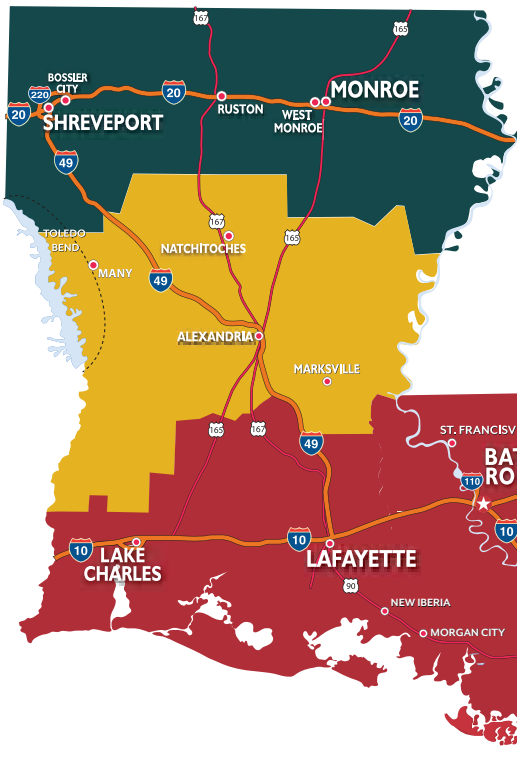 167
165
BOSSIER
CITY
220
20
20
SHREVEPORT
RUSTON
WEST
MONROE
MONROE
20
49
TOLEDO
BEND
167
165
NATCHITOCHES
MANY
49
ALEXANDRIA
MARKSVILLE
165
167
49
ST. FRANCISV
BAT
RO
110
10
10
10
LAKE
CHARLES
LAFAYETTE
90
NEW IBERIA
MORGAN CITY